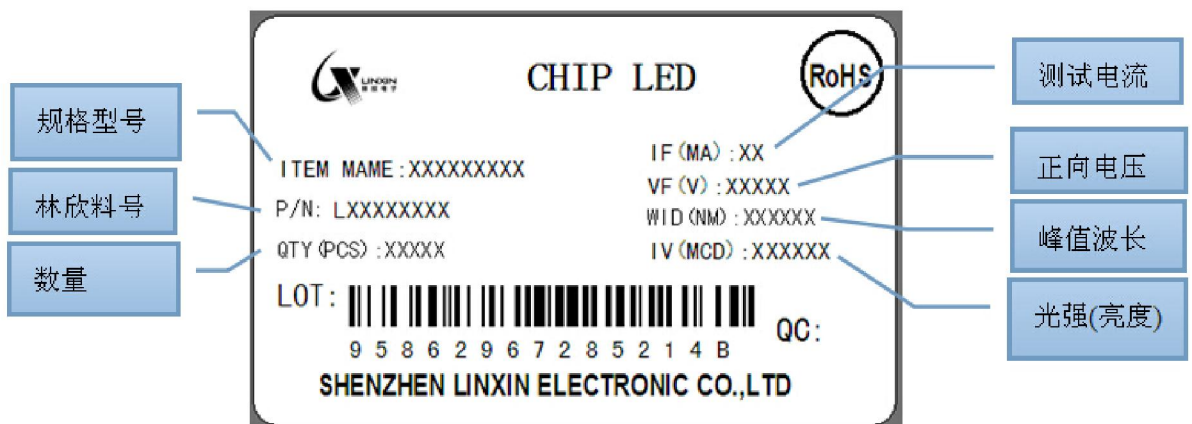 LINXIN
CHIP LED
RoHS
测试电流
规格型号
IF(MA):XX
正向电压
ITEM MAME:XXXXXXXXX
VF(V):XXXXX
林欣料号
P/N: LXXXXXXXX
WID(NM):XXXXXX
峰值波长
数量
QTY(PCS):XXXXX
IV(MCD):XXXXXX
光强(亮度)
LOT:
QC:
9 5 8 6 2 9 6 7 2 8 5 2 1 4 B
SHENZHEN LINXIN ELECTRONIC CO.,LTD